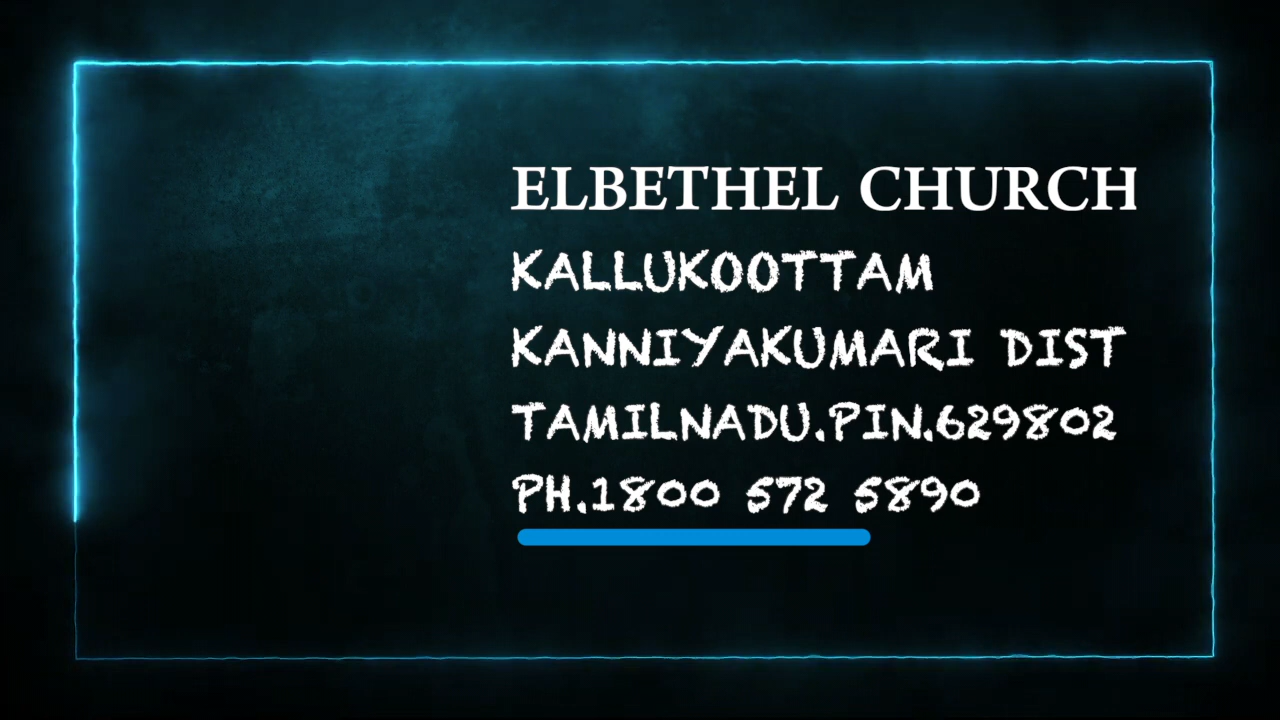 ELBETHEL CHURCH
KALLUKOOTTAM
KANNIYAKUMARI DIST
TAMILNADU.PIN.629802
PH.1800 572 5890